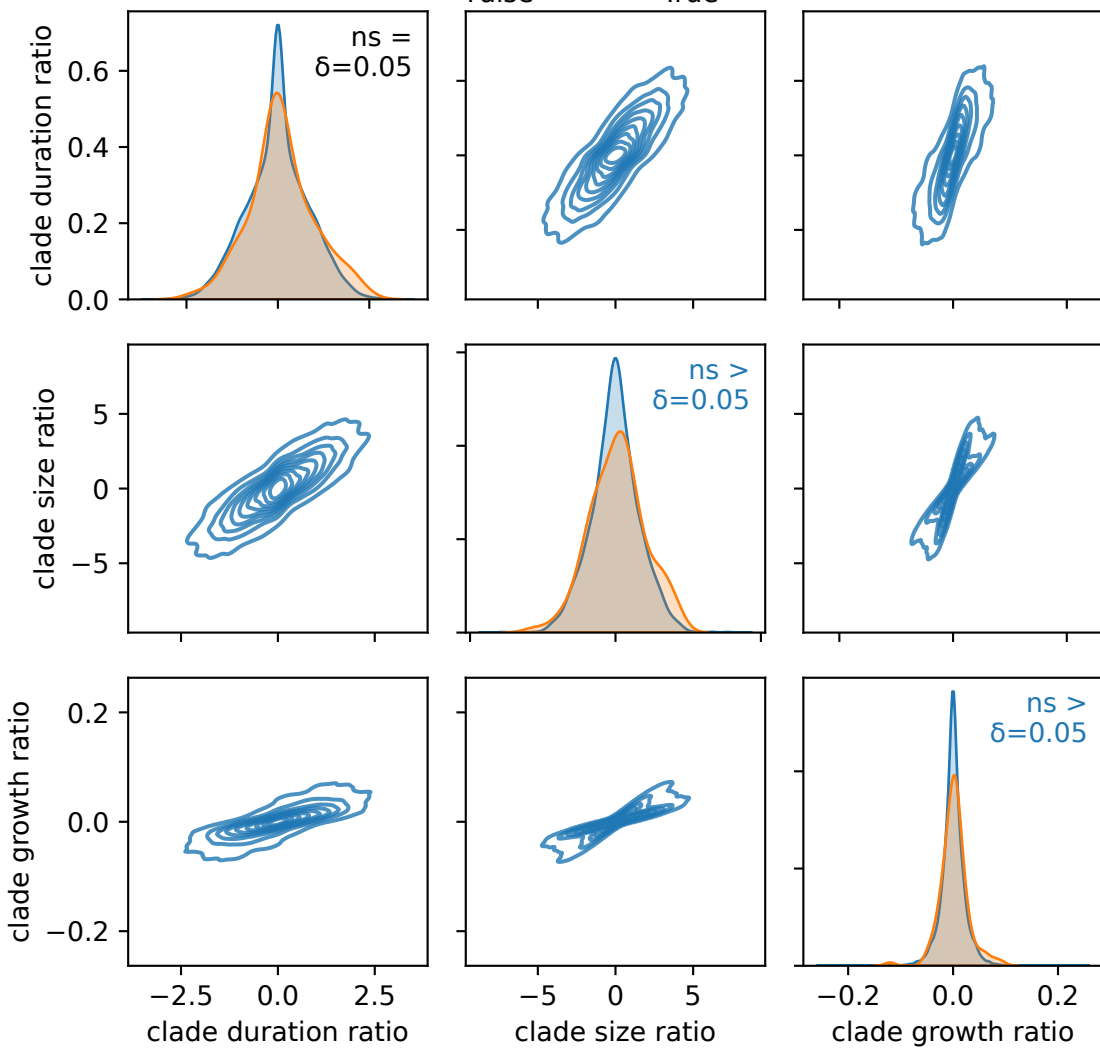 clade duration ratio
0.6
0.4
0.2
0.0
ns =
δ=0.05
clade size ratio
5
0
−5
ns >
δ=0.05
clade growth ratio
0.2
0.0
−0.2
ns >
δ=0.05
−2.5 0.0 2.5
−5 0 5
−0.2 0.0 0.2
clade duration ratio
clade size ratio
clade growth ratio